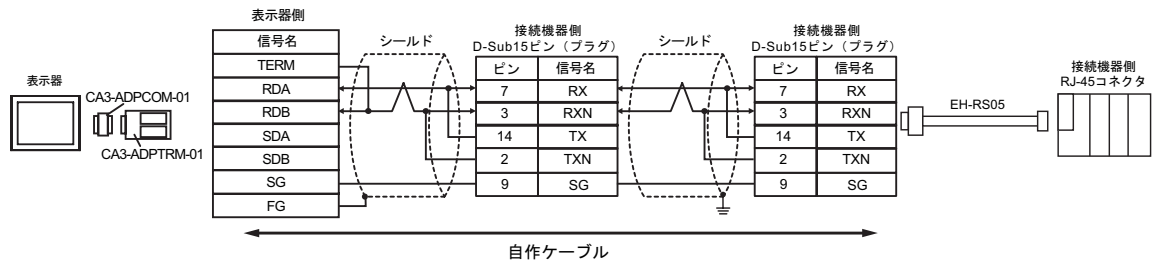 表示器側
信号名
TERM
RDA
RDB
SDA
SDB
SG
FG
表示器
CA3-ADPCOM-01
CA3-ADPTRM-01
シールド
接続機器側
D-Sub15ピン（プラグ）
ピン 信号名
7 RX
3 RXN
14 TX
2 TXN
9 SG
シールド
接続機器側
D-Sub15ピン（プラグ）
ピン 信号名
7 RX
3 RXN
14 TX
2 TXN
9 SG
EH-RS05
接続機器側
RJ-45コネクタ
自作ケーブル